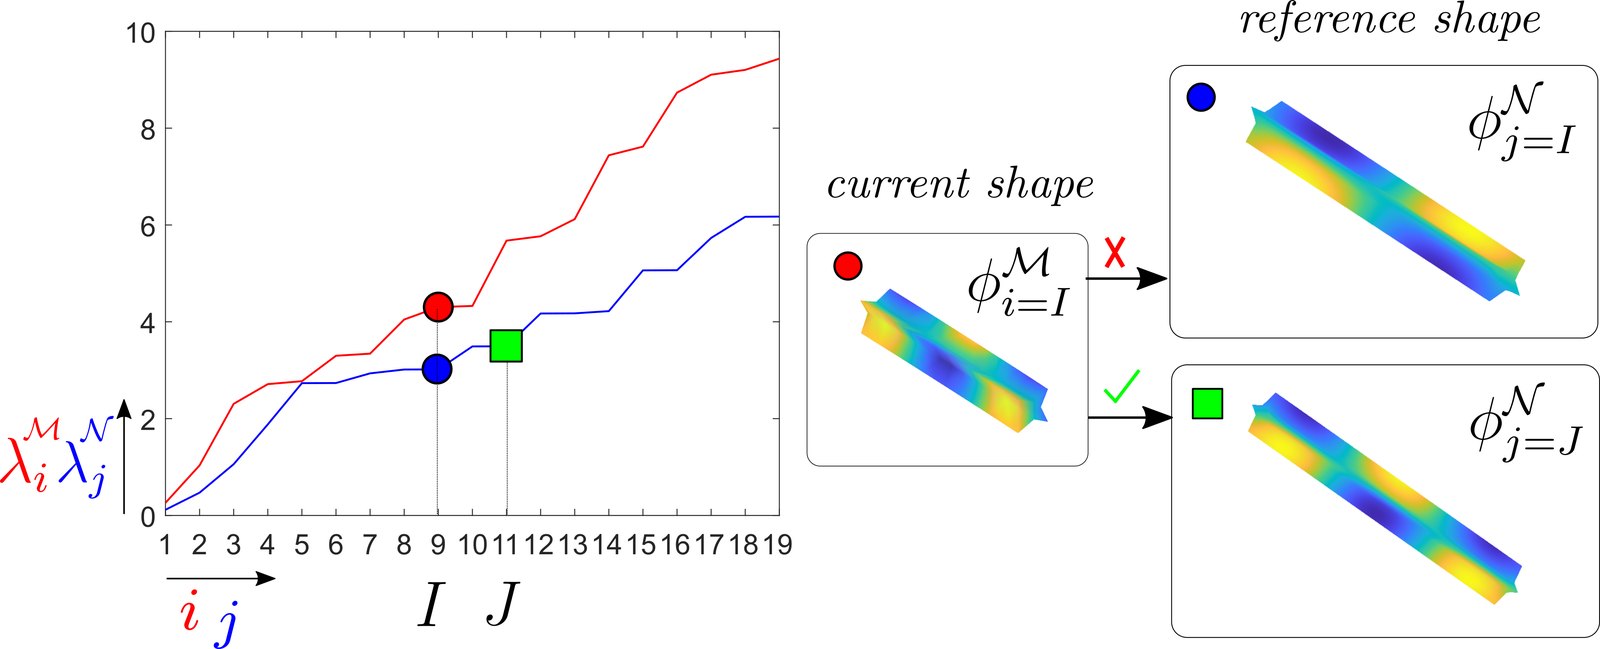 10
8
6
4
2
0
1 2 3 4 5 6 7 8 9 10 11 12 13 14 15 16 17 18 19
λ_i^ℳ λ_j^𝒩
i j
I J
current shape
ϕ_{i=I}^ℳ
✗
✓
reference shape
ϕ_{j=I}^𝒩
ϕ_{j=J}^𝒩